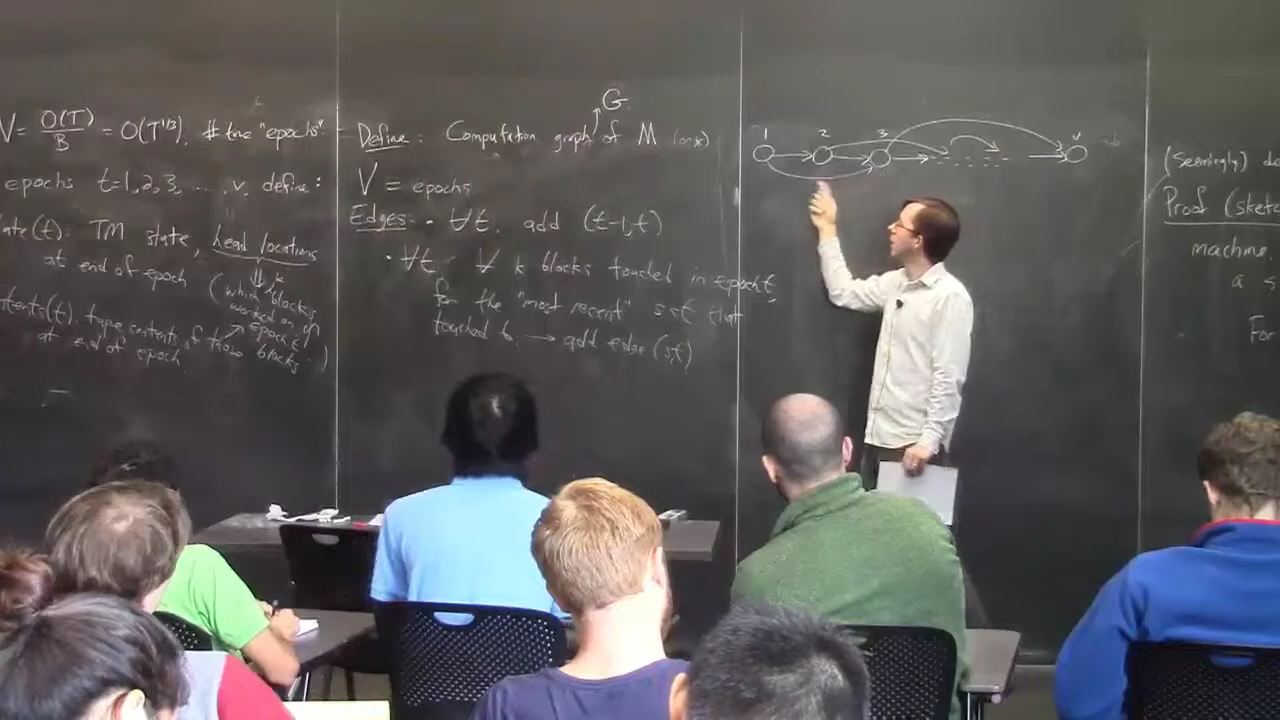 V = O(T)/B = O(T^{1/3}). # time "epochs".
epochs t=1,2,3, ..., v, define:
ate(t): TM state, head locations
at end of epoch (which k blocks
worked on in
ntents(t): tape contents of those epoch t
at end of epoch. blocks.)
Define: Computation graph of M G
V = epochs
Edges: • ∀t, add (t-1,t)
• ∀t ∀ k blocks touched in epoch t
for the "most recent" s<t that
touched b → add edge (s,t)
1 2 3 v
(Seemingly)
Proof (sket
machine.
a s
For